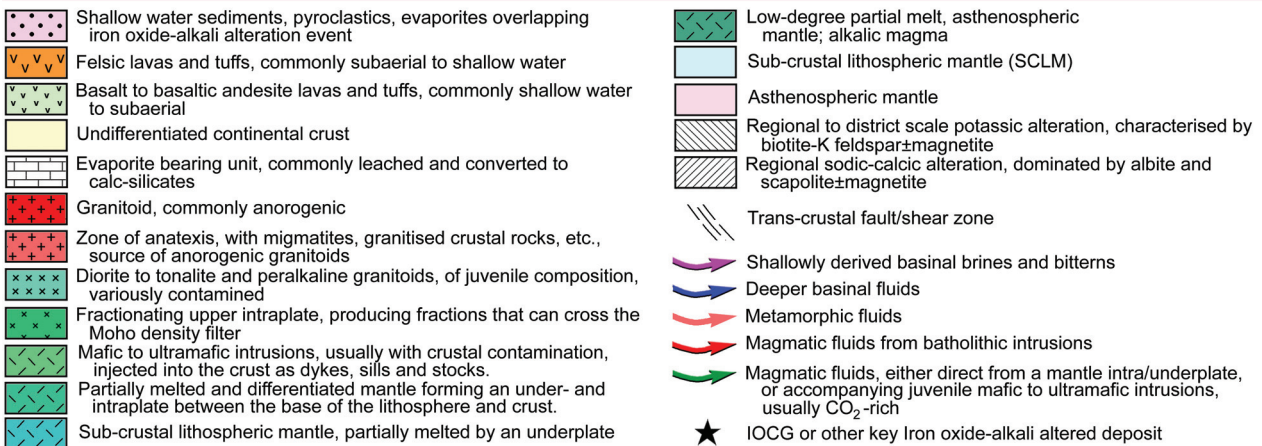 Shallow water sediments, pyroclastics, evaporites overlapping
iron oxide-alkali alteration event
Felsic lavas and tuffs, commonly subaerial to shallow water
Basalt to basaltic andesite lavas and tuffs, commonly shallow water
to subaerial
Undifferentiated continental crust
Evaporite bearing unit, commonly leached and converted to
calc-silicates
Granitoid, commonly anorogenic
Zone of anatexis, with migmatites, granitised crustal rocks, etc.,
source of anorogenic granitoids
Diorite to tonalite and peralkaline granitoids, of juvenile composition,
variously contaminated
Fractionating upper intraplate, producing fractions that can cross the
Moho density filter
Mafic to ultramafic intrusions, usually with crustal contamination,
injected into the crust as dykes, sills and stocks.
Partially melted and differentiated mantle forming an under- and
intraplate between the base of the lithosphere and crust.
Sub-crustal lithospheric mantle, partially melted by an underplate
Low-degree partial melt, asthenospheric
mantle; alkalic magma
Sub-crustal lithospheric mantle (SCLM)
Asthenospheric mantle
Regional to district scale potassic alteration, characterised by
biotite-K feldspar±magnetite
Regional sodic-calcic alteration, dominated by albite and
scapolite±magnetite
Trans-crustal fault/shear zone
Shallowly derived basinal brines and bitterns
Deeper basinal fluids
Metamorphic fluids
Magmatic fluids from batholithic intrusions
Magmatic fluids, either direct from a mantle intra/underplate,
or accompanying juvenile mafic to ultramafic intrusions,
usually CO₂-rich
IOCG or other key Iron oxide-alkali altered deposit